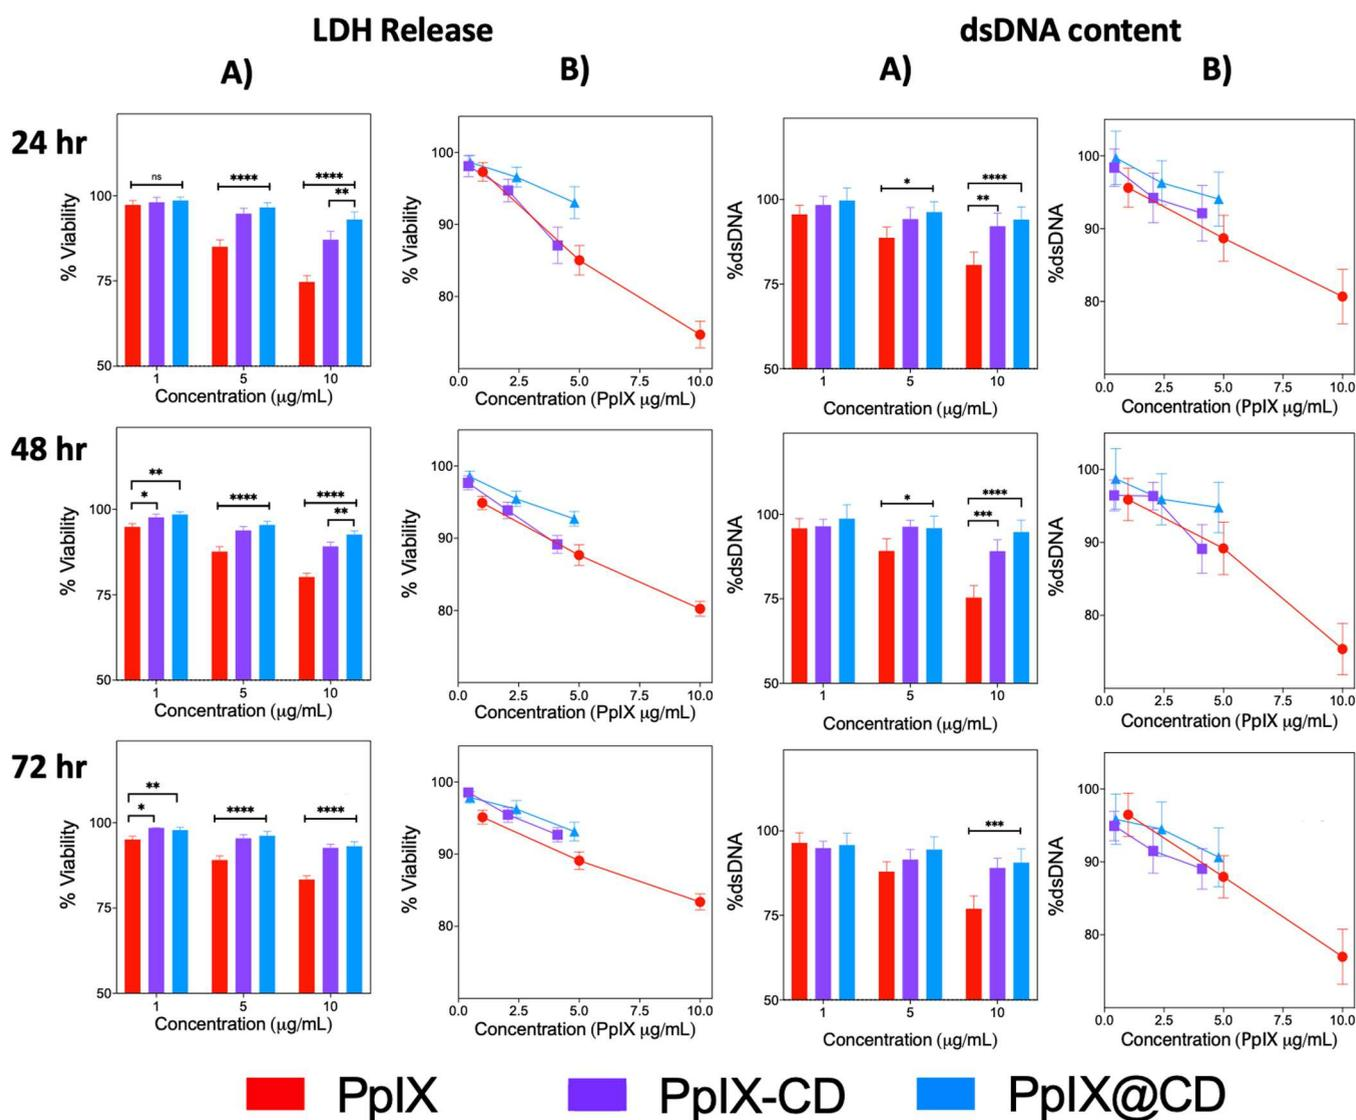 LDH Release dsDNA content
A) B) A) B)
24 hr
% Viability
100
75
50
ns
****
****
**
1 5 10
Concentration (μg/mL)
% Viability
100
90
80
0.0 2.5 5.0 7.5 10.0
Concentration (PpIX μg/mL)
%dsDNA
100
75
50
*
****
**
1 5 10
Concentration (μg/mL)
%dsDNA
100
90
80
0.0 2.5 5.0 7.5 10.0
Concentration (PpIX μg/mL)
48 hr
% Viability
100
75
50
**
*
****
****
**
1 5 10
Concentration (μg/mL)
% Viability
100
90
80
0.0 2.5 5.0 7.5 10.0
Concentration (PpIX μg/mL)
%dsDNA
100
75
50
*
****
***
1 5 10
Concentration (μg/mL)
%dsDNA
100
90
80
0.0 2.5 5.0 7.5 10.0
Concentration (PpIX μg/mL)
72 hr
% Viability
100
75
50
**
*
****
****
1 5 10
Concentration (μg/mL)
% Viability
100
90
80
0.0 2.5 5.0 7.5 10.0
Concentration (PpIX μg/mL)
%dsDNA
100
75
50
***
1 5 10
Concentration (μg/mL)
%dsDNA
100
90
80
0.0 2.5 5.0 7.5 10.0
Concentration (PpIX μg/mL)
PpIX PpIX-CD PpIX@CD